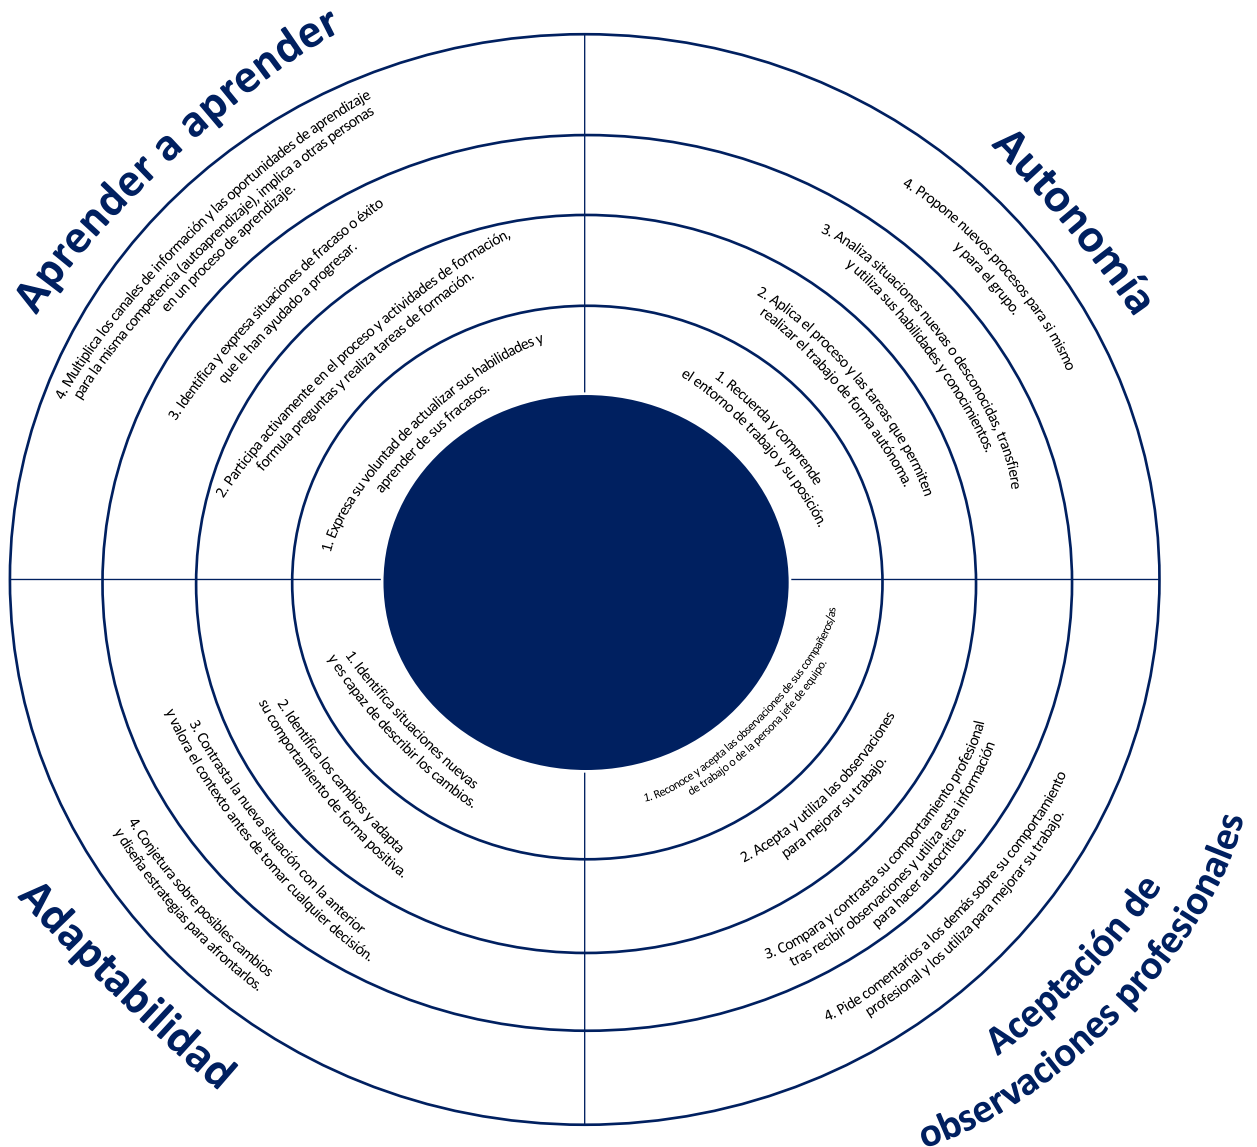 Aprender a aprender
4. Multiplica los canales de información y las oportunidades de aprendizaje
para la misma competencia (autoaprendizaje), implica a otras personas
en un proceso de aprendizaje.
3. Identifica y expresa situaciones de fracaso o éxito
que le han ayudado a progresar.
2. Participa activamente en el proceso y actividades de formación,
formula preguntas y realiza tareas de formación.
1. Expresa su voluntad de actualizar sus habilidades y
aprender de sus fracasos.
Autonomía
4. Propone nuevos procesos para si mismo
y para el grupo.
3. Analiza situaciones nuevas o desconocidas, transfiere
y utiliza sus habilidades y conocimientos.
2. Aplica el proceso y las tareas que permiten
realizar el trabajo de forma autónoma.
1. Recuerda y comprende
el entorno de trabajo y su posición.
Adaptabilidad
1. Identifica situaciones nuevas
y es capaz de describir los cambios.
2. Identifica los cambios y adapta
su comportamiento de forma positiva.
3. Contrasta la nueva situación con la anterior
y valora el contexto antes de tomar cualquier decisión.
4. Conjetura sobre posibles cambios
y diseña estrategias para afrontarlos.
Aceptación de
observaciones profesionales
1. Reconoce y acepta las observaciones de sus compañeros/as
de trabajo o de la persona jefe de equipo.
2. Acepta y utiliza las observaciones
para mejorar su trabajo.
3. Compara y contrasta su comportamiento profesional
tras recibir observaciones y utiliza esta información
para hacer autocrítica.
4. Pide comentarios a los demás sobre su comportamiento
profesional y los utiliza para mejorar su trabajo.